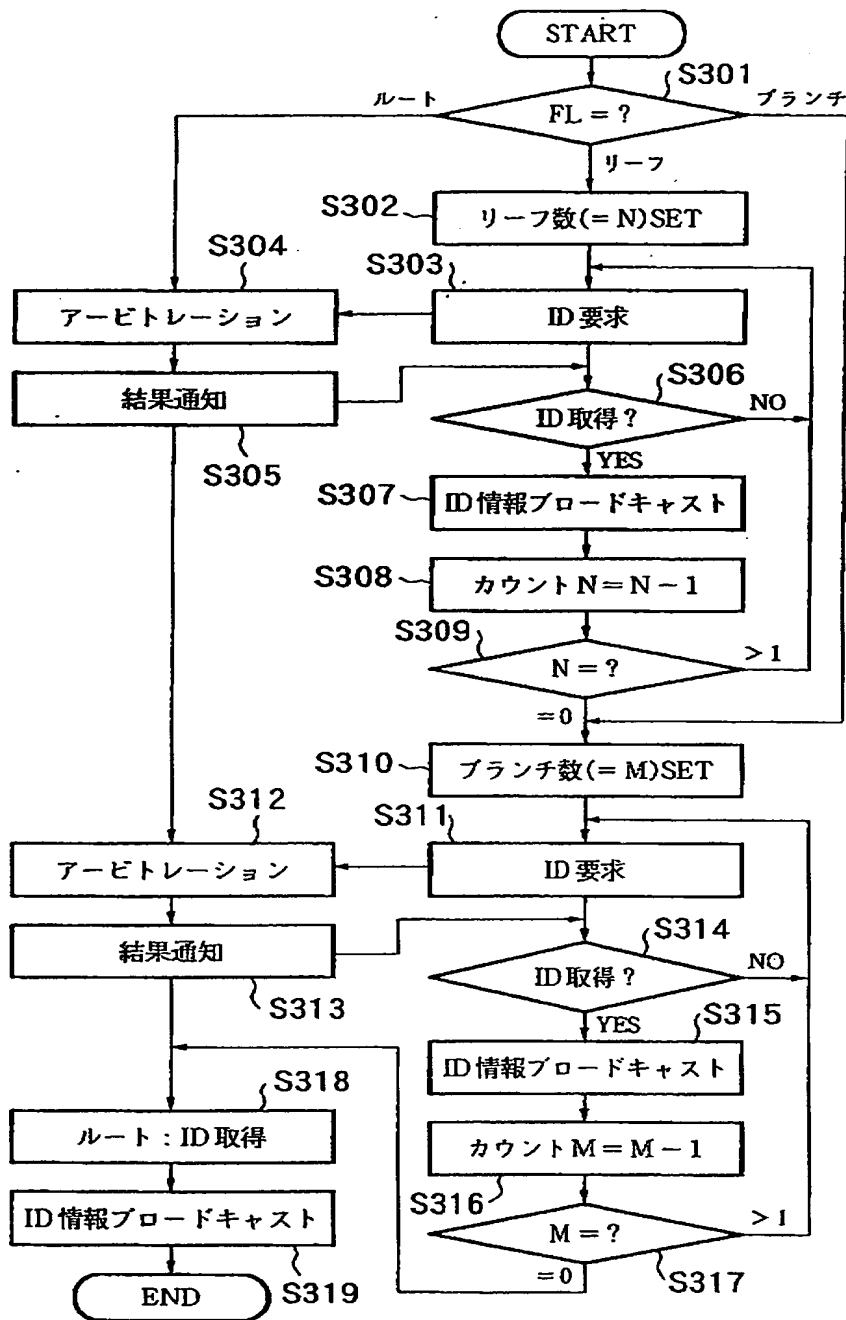 START
S301
ルート
FL = ?
ブランチ
リーフ
S302
リーフ数(= N)SET
S304
S303
アービトレーション
ID 要求
結果通知
S305
S306
ID 取得 ?
NO
YES
S307
ID 情報ブロードキャスト
S308
カウント N = N − 1
S309
N = ?
> 1
= 0
S310
ブランチ数(= M)SET
S312
S311
アービトレーション
ID 要求
結果通知
S313
S314
ID 取得 ?
NO
YES
S315
ID 情報ブロードキャスト
S318
ルート : ID 取得
カウント M = M − 1
S316
ID 情報ブロードキャスト
S319
M = ?
> 1
S317
= 0
END